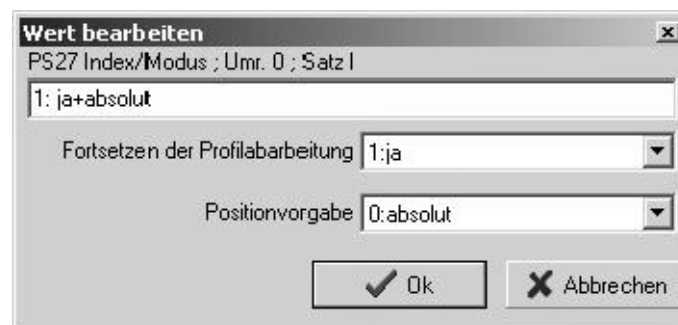 Wert bearbeiten
PS27 Index/Modus ; Umr. 0 ; Satz I
1: ja+absolut
Fortsetzen der Profilabarbeitung 1:ja
Positionvorgabe 0:absolut
Ok Abbrechen